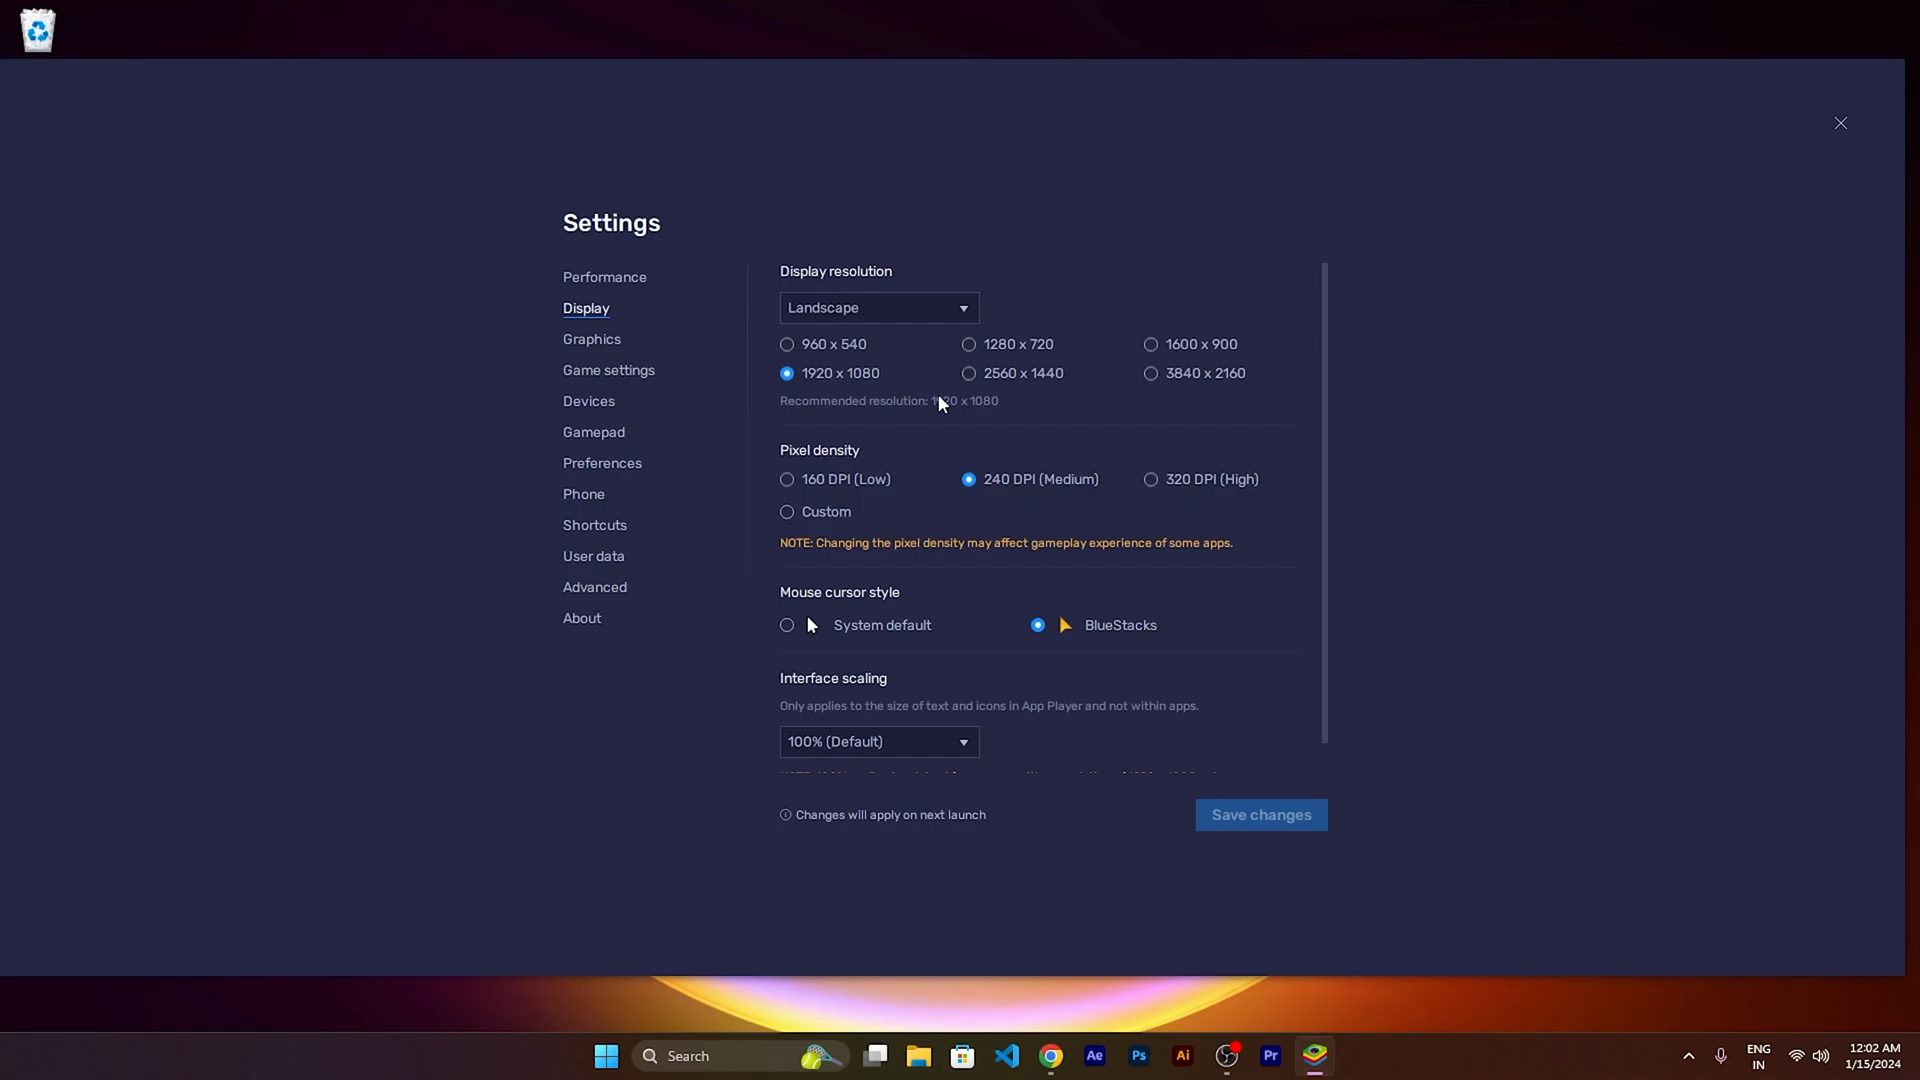 Settings
Performance
Display
Graphics
Game settings
Devices
Gamepad
Preferences
Phone
Shortcuts
User data
Advanced
About
Display resolution
Landscape
960 x 540
1280 x 720
1600 x 900
1920 x 1080
2560 x 1440
3840 x 2160
Recommended resolution: 1920 x 1080
Pixel density
160 DPI (Low)
240 DPI (Medium)
320 DPI (High)
Custom
NOTE: Changing the pixel density may affect gameplay experience of some apps.
Mouse cursor style
System default
BlueStacks
Interface scaling
Only applies to the size of text and icons in App Player and not within apps.
100% (Default)
Changes will apply on next launch
Save changes
Search
Ae
Ps
Ai
Pr
ENG
IN
12:02 AM
1/15/2024